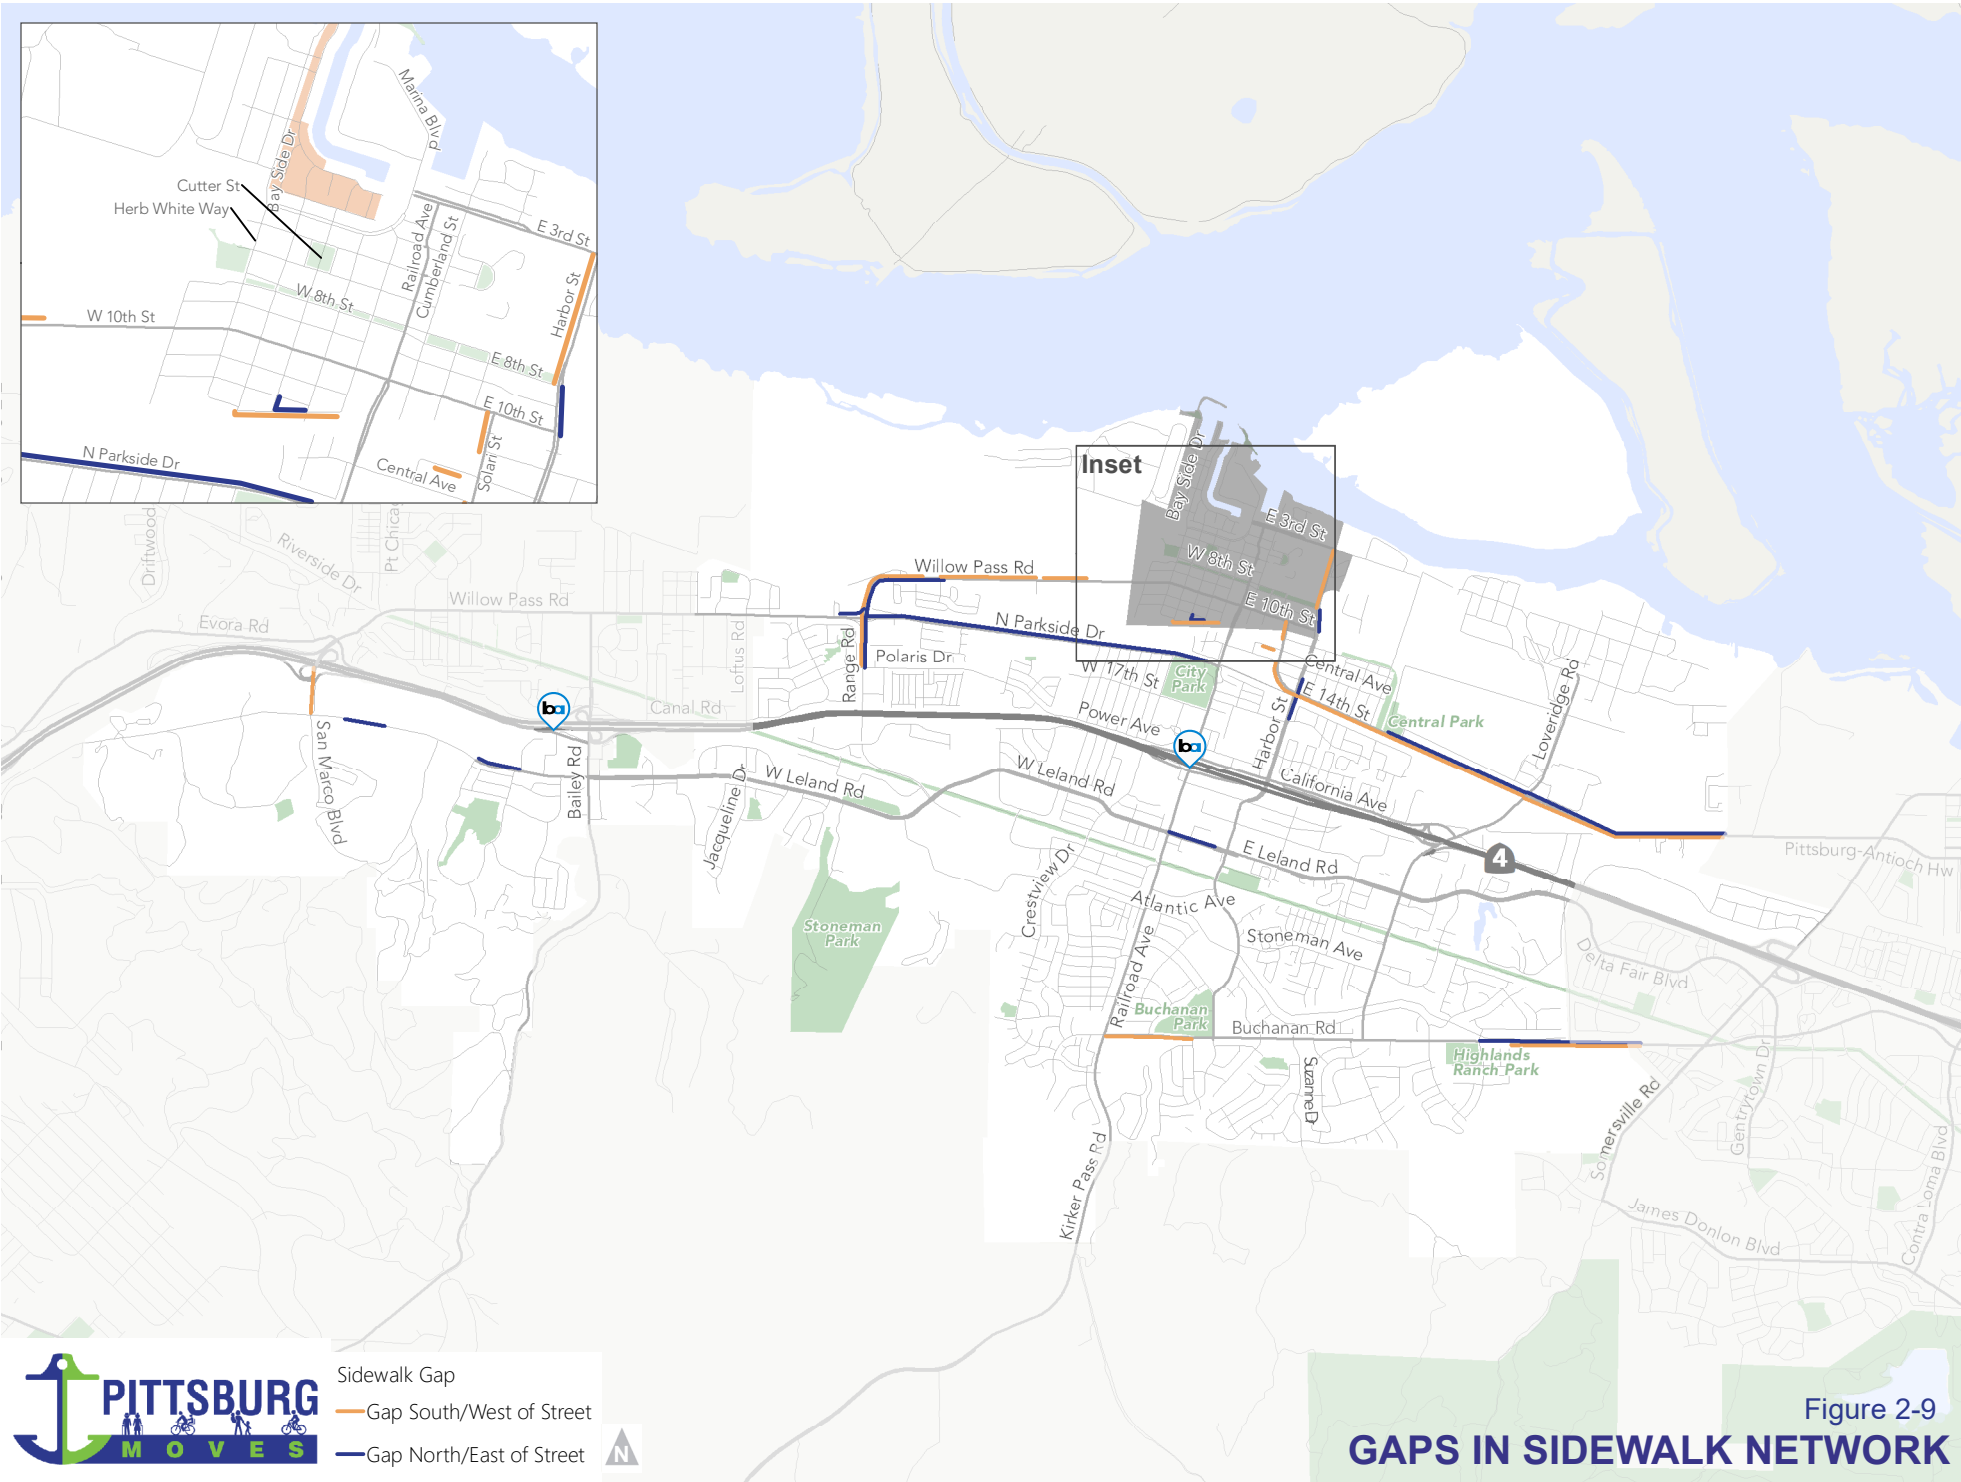 Marina Blvd
Bay Side Dr
Cutter St
Herb White Way
Railroad Ave
Cumberland St
E 3rd St
Harbor St
W 8th St
W 10th St
E 8th St
E 10th St
Solari St
Central Ave
N Parkside Dr
Inset
Bay Side Dr
E 3rd St
W 8th St
E 10th St
Driftwood
Riverside Dr
Pt Chicag
Willow Pass Rd
Willow Pass Rd
Evora Rd
Loftus Rd
Range Rd
N Parkside Dr
Polaris Dr
W 17th St
City
Park
Central Ave
E 14th St
Central Park
Loveridge Rd
Canal Rd
Power Ave
Harbor St
ba
ba
San Marco Blvd
Bailey Rd
Jacqueline Dr
W Leland Rd
W Leland Rd
California Ave
4
E Leland Rd
Pittsburg-Antioch Hw
Crestview Dr
Atlantic Ave
Stoneman
Park
Railroad Ave
Stoneman Ave
Delta Fair Blvd
Buchanan
Park
Buchanan Rd
Highlands
Ranch Park
Suzanne Dr
Somersville Rd
Gentrytown Dr
Kirker Pass Rd
James Donlon Blvd
Contra Loma Blvd
PITTSBURG
MOVES
Sidewalk Gap
Gap South/West of Street
Gap North/East of Street
N
Figure 2-9
GAPS IN SIDEWALK NETWORK